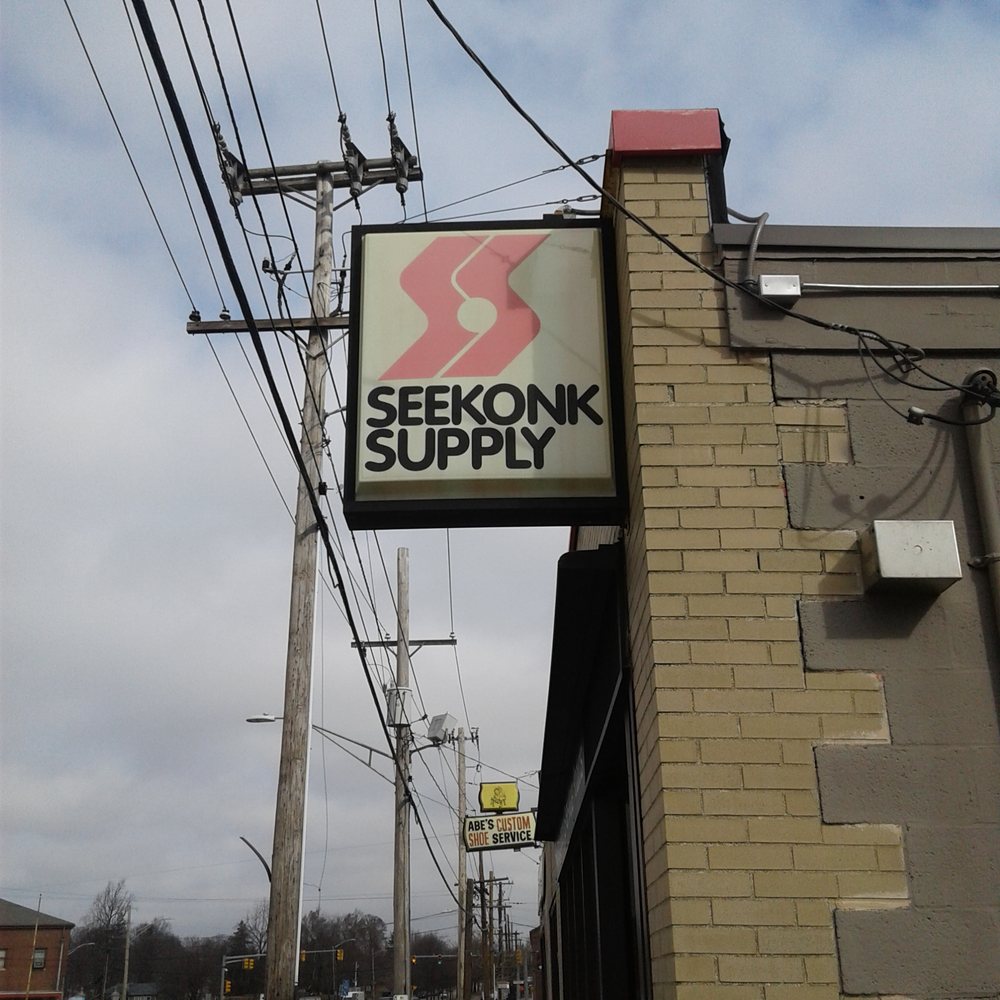 SEEKONK
SUPPLY
ABE'S CUSTOM
SHOE SERVICE